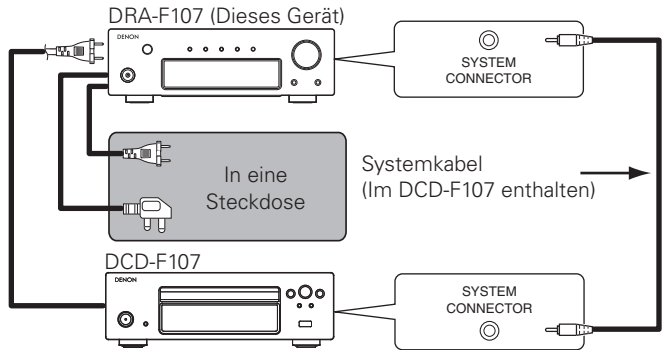 DRA-F107 (Dieses Gerät)
DENON
SYSTEM
CONNECTOR
In eine
Steckdose
Systemkabel
(Im DCD-F107 enthalten)
DCD-F107
DENON
SYSTEM
CONNECTOR